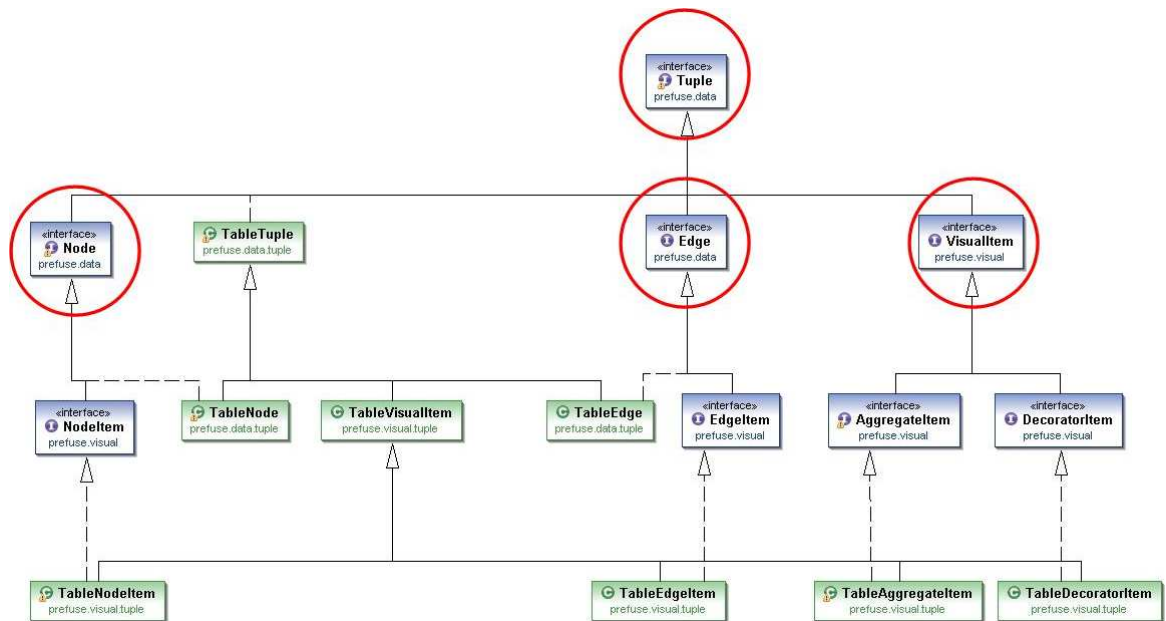 «interface»
Tuple
prefuse.data
«interface»
Node
prefuse.data
TableTuple
prefuse.data.tuple
«interface»
Edge
prefuse.data
«interface»
VisualItem
prefuse.visual
«interface»
NodeItem
prefuse.visual
TableNode
prefuse.data.tuple
TableVisualItem
prefuse.visual.tuple
TableEdge
prefuse.data.tuple
«interface»
EdgeItem
prefuse.visual
«interface»
AggregateItem
prefuse.visual
«interface»
DecoratorItem
prefuse.visual
TableNodeItem
prefuse.visual.tuple
TableEdgeItem
prefuse.visual.tuple
TableAggregateItem
prefuse.visual.tuple
TableDecoratorItem
prefuse.visual.tuple